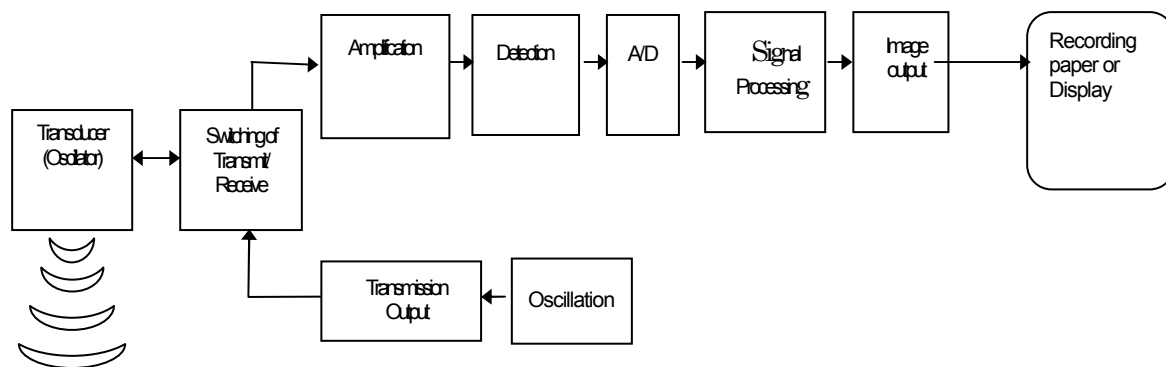 Amplification
Detection
A/D
Signal
Processing
Image
output
Recording
paper or
Display
Transducer
(Oscillator)
Switching of
Transmit/
Receive
Transmission
Output
Oscillation